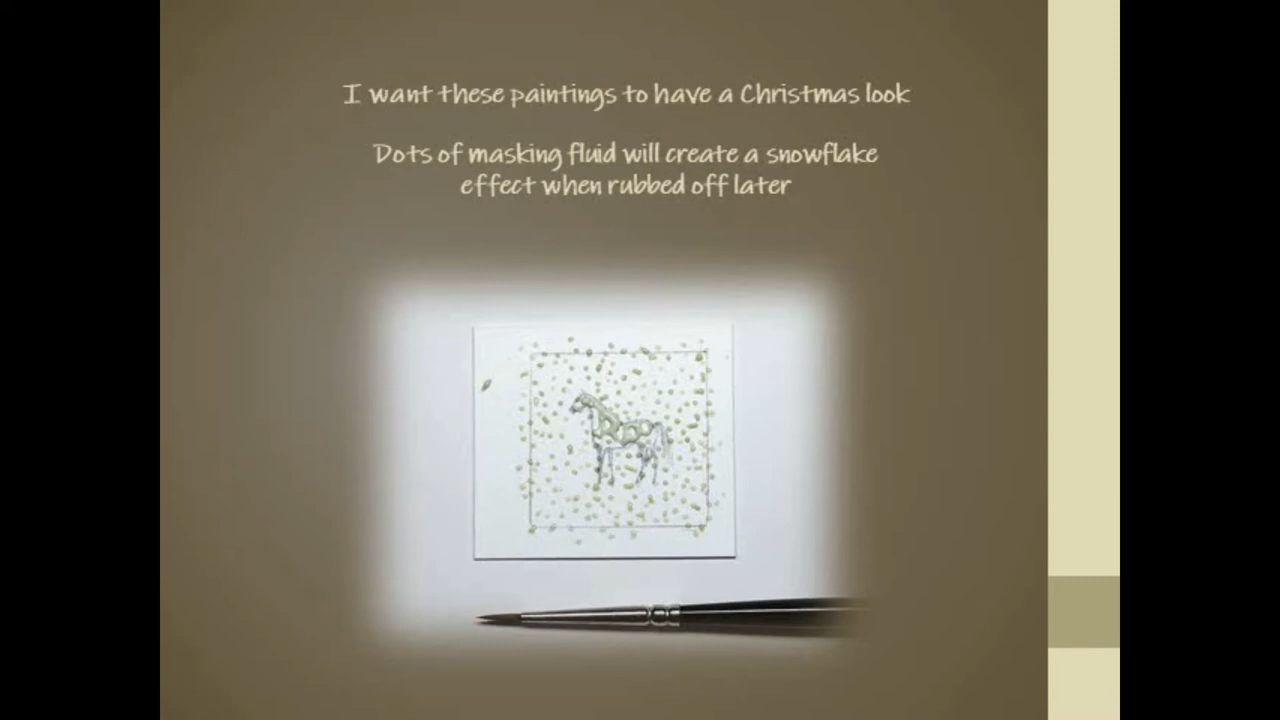 I want these paintings to have a Christmas look
Dots of masking fluid will create a snowflake
effect when rubbed off later